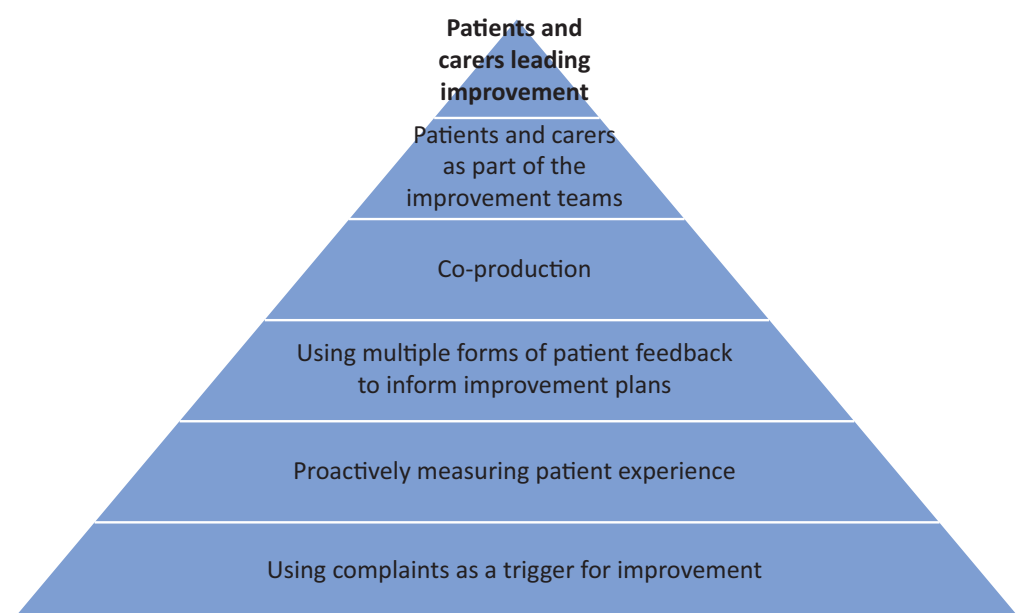 Patients and
carers leading
improvement
Patients and carers
as part of the
improvement teams
Co-production
Using multiple forms of patient feedback
to inform improvement plans
Proactively measuring patient experience
Using complaints as a trigger for improvement